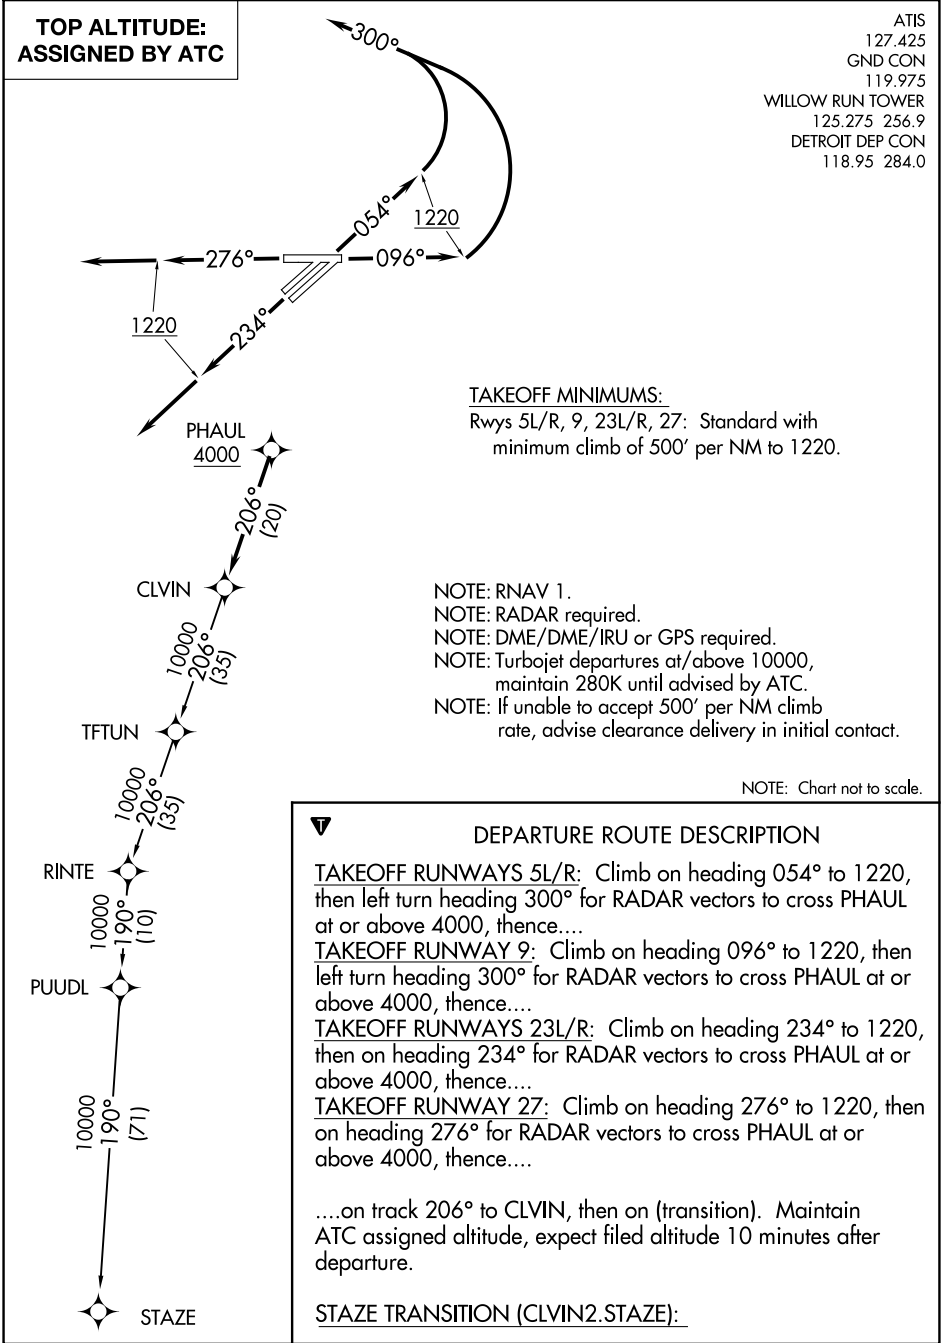 TOP ALTITUDE:
ASSIGNED BY ATC
ATIS
127.425
GND CON
119.975
WILLOW RUN TOWER
125.275 256.9
DETROIT DEP CON
118.95 284.0
300°
054°
1220
276°
096°
1220
234°
TAKEOFF MINIMUMS:
Rwys 5L/R, 9, 23L/R, 27: Standard with
minimum climb of 500' per NM to 1220.
PHAUL
4000
206°
(20)
CLVIN
10000
206°
(35)
TFTUN
10000
206°
(35)
RINTE
10000
190°
(10)
PUUDL
10000
190°
(71)
STAZE
NOTE: RNAV 1.
NOTE: RADAR required.
NOTE: DME/DME/IRU or GPS required.
NOTE: Turbojet departures at/above 10000,
maintain 280K until advised by ATC.
NOTE: If unable to accept 500' per NM climb
rate, advise clearance delivery in initial contact.
NOTE: Chart not to scale.
T
DEPARTURE ROUTE DESCRIPTION
TAKEOFF RUNWAYS 5L/R: Climb on heading 054° to 1220,
then left turn heading 300° for RADAR vectors to cross PHAUL
at or above 4000, thence....
TAKEOFF RUNWAY 9: Climb on heading 096° to 1220, then
left turn heading 300° for RADAR vectors to cross PHAUL at or
above 4000, thence....
TAKEOFF RUNWAYS 23L/R: Climb on heading 234° to 1220,
then on heading 234° for RADAR vectors to cross PHAUL at or
above 4000, thence....
TAKEOFF RUNWAY 27: Climb on heading 276° to 1220, then
on heading 276° for RADAR vectors to cross PHAUL at or
above 4000, thence....
....on track 206° to CLVIN, then on (transition). Maintain
ATC assigned altitude, expect filed altitude 10 minutes after
departure.
STAZE TRANSITION (CLVIN2.STAZE):